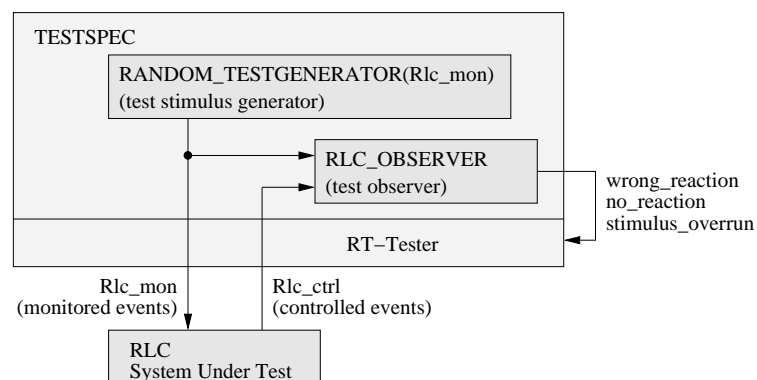 TESTSPEC
RANDOM_TESTGENERATOR(Rlc_mon)
(test stimulus generator)
RLC_OBSERVER
(test observer)
wrong_reaction
no_reaction
stimulus_overrun
RT−Tester
Rlc_mon
(monitored events)
Rlc_ctrl
(controlled events)
RLC
System Under Test